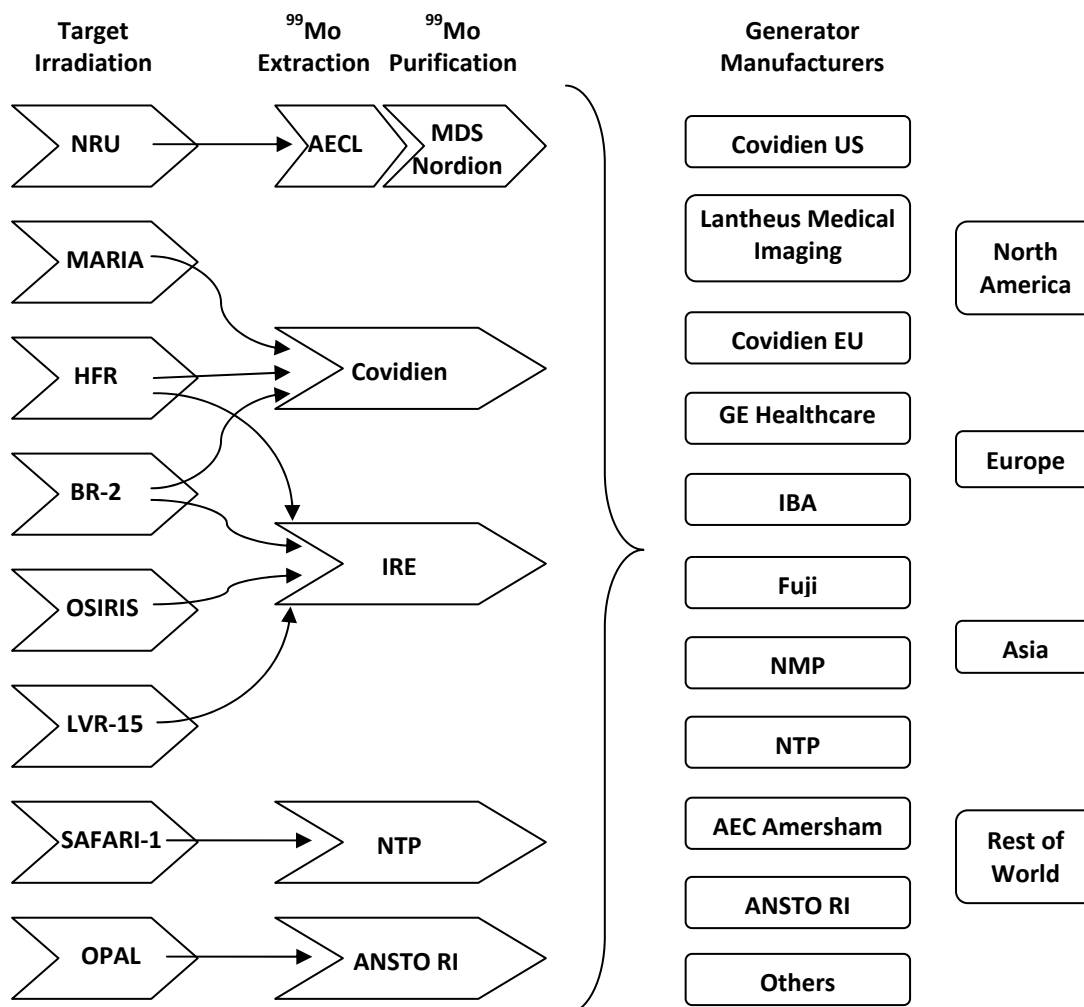 Target
Irradiation
99Mo
Extraction
99Mo
Purification
Generator
Manufacturers
NRU
AECL
MDS
Nordion
MARIA
HFR
BR-2
OSIRIS
LVR-15
SAFARI-1
OPAL
Covidien
IRE
NTP
ANSTO RI
Covidien US
Lantheus Medical
Imaging
Covidien EU
GE Healthcare
IBA
Fuji
NMP
NTP
AEC Amersham
ANSTO RI
Others
North
America
Europe
Asia
Rest of
World